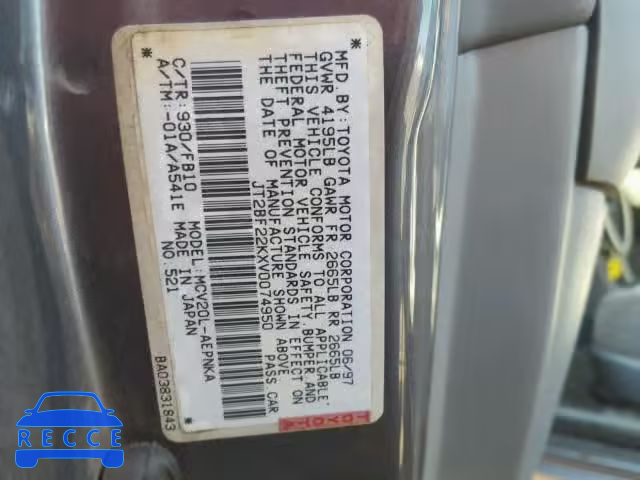 MFD. BY: TOYOTA MOTOR CORPORATION 06/97
GVWR 4195LB GAWR FR 2665LB RR 2665LB
THIS VEHICLE CONFORMS TO ALL APPLICABLE
FEDERAL MOTOR VEHICLE SAFETY, BUMPER AND
THEFT PREVENTION STANDARDS IN EFFECT ON
THE DATE OF MANUFACTURE SHOWN ABOVE.
JT2BF22KXV0074950 PASS.CAR
*
*
C/TR: 930/FB10 MODEL: MCV20L-AEPNKA
A/TM: -01A/A541E MADE IN JAPAN
NO. 521
BA03831843
TOYOTA
RECCE